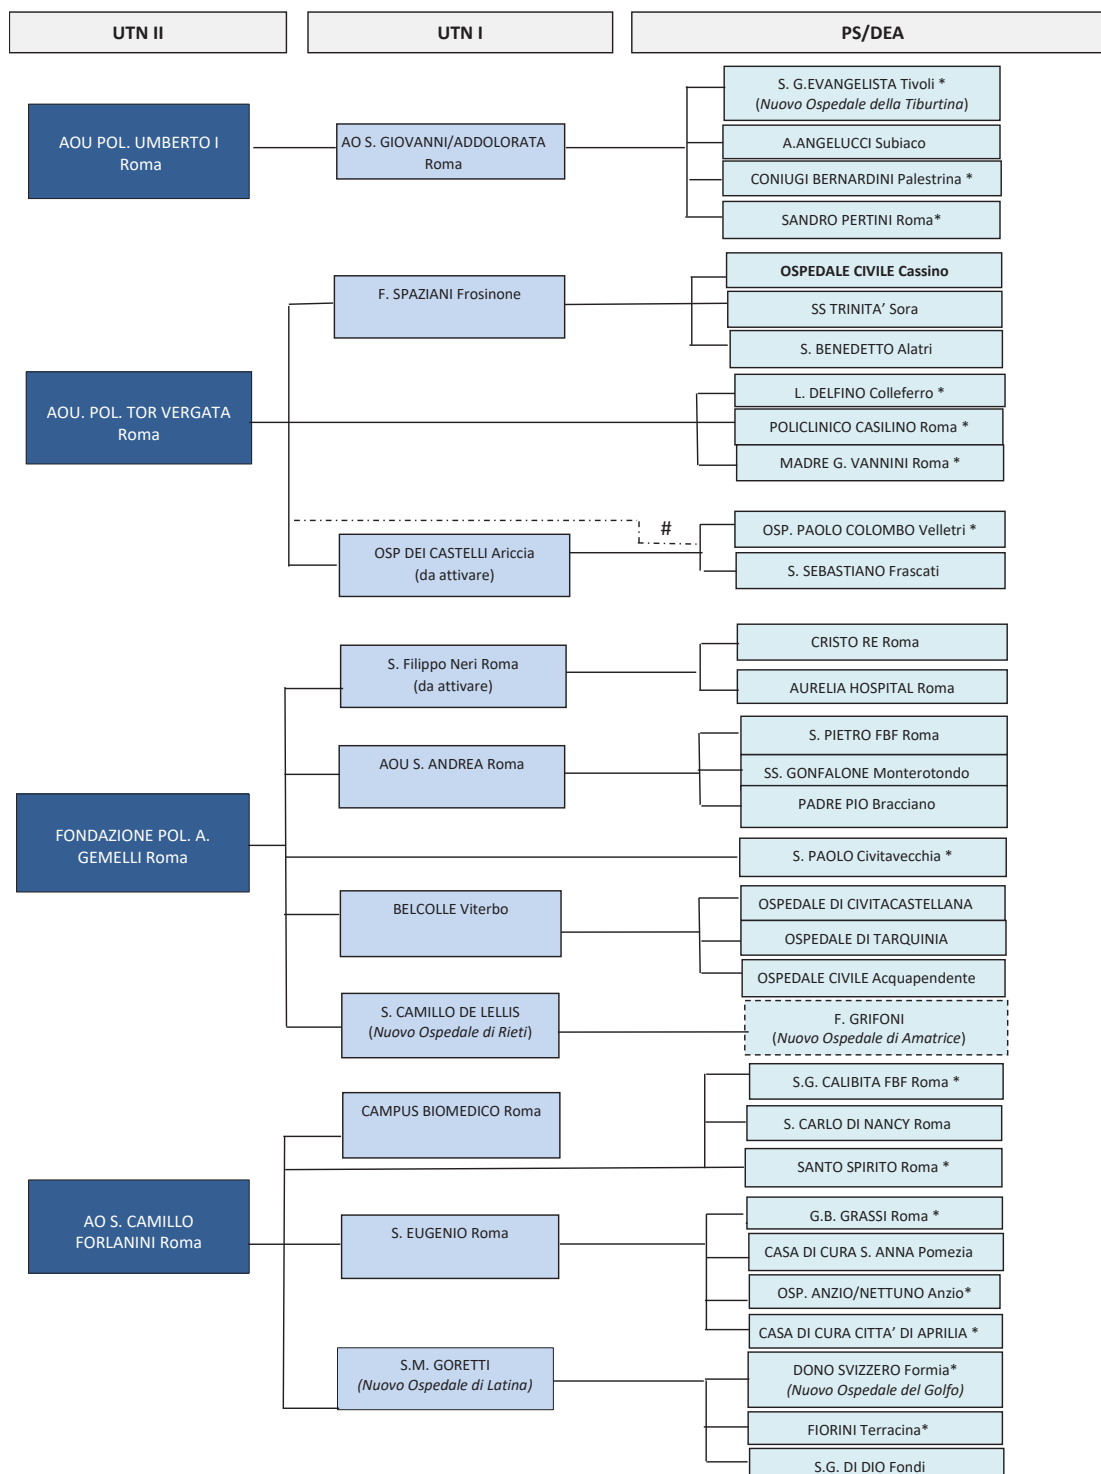 UTN II
UTN I
PS/DEA
AOU POL. UMBERTO I
Roma
AO S. GIOVANNI/ADDOLORATA
Roma
S. G.EVANGELISTA Tivoli *
(Nuovo Ospedale della Tiburtina)
A.ANGELUCCI Subiaco
CONIUGI BERNARDINI Palestrina *
SANDRO PERTINI Roma*
AOU. POL. TOR VERGATA
Roma
F. SPAZIANI Frosinone
OSPEDALE CIVILE Cassino
SS TRINITA’ Sora
S. BENEDETTO Alatri
L. DELFINO Colleferro *
POLICLINICO CASILINO Roma *
MADRE G. VANNINI Roma *
#
OSP DEI CASTELLI Ariccia
(da attivare)
OSP. PAOLO COLOMBO Velletri *
S. SEBASTIANO Frascati
FONDAZIONE POL. A.
GEMELLI Roma
S. Filippo Neri Roma
(da attivare)
CRISTO RE Roma
AURELIA HOSPITAL Roma
AOU S. ANDREA Roma
S. PIETRO FBF Roma
SS. GONFALONE Monterotondo
PADRE PIO Bracciano
S. PAOLO Civitavecchia *
BELCOLLE Viterbo
OSPEDALE DI CIVITACASTELLANA
OSPEDALE DI TARQUINIA
OSPEDALE CIVILE Acquapendente
S. CAMILLO DE LELLIS
(Nuovo Ospedale di Rieti)
F. GRIFONI
(Nuovo Ospedale di Amatrice)
AO S. CAMILLO
FORLANINI Roma
CAMPUS BIOMEDICO Roma
S.G. CALIBITA FBF Roma *
S. CARLO DI NANCY Roma
SANTO SPIRITO Roma *
S. EUGENIO Roma
G.B. GRASSI Roma *
CASA DI CURA S. ANNA Pomezia
OSP. ANZIO/NETTUNO Anzio*
CASA DI CURA CITTA’ DI APRILIA *
S.M. GORETTI
(Nuovo Ospedale di Latina)
DONO SVIZZERO Formia*
(Nuovo Ospedale del Golfo)
FIORINI Terracina*
S.G. DI DIO Fondi